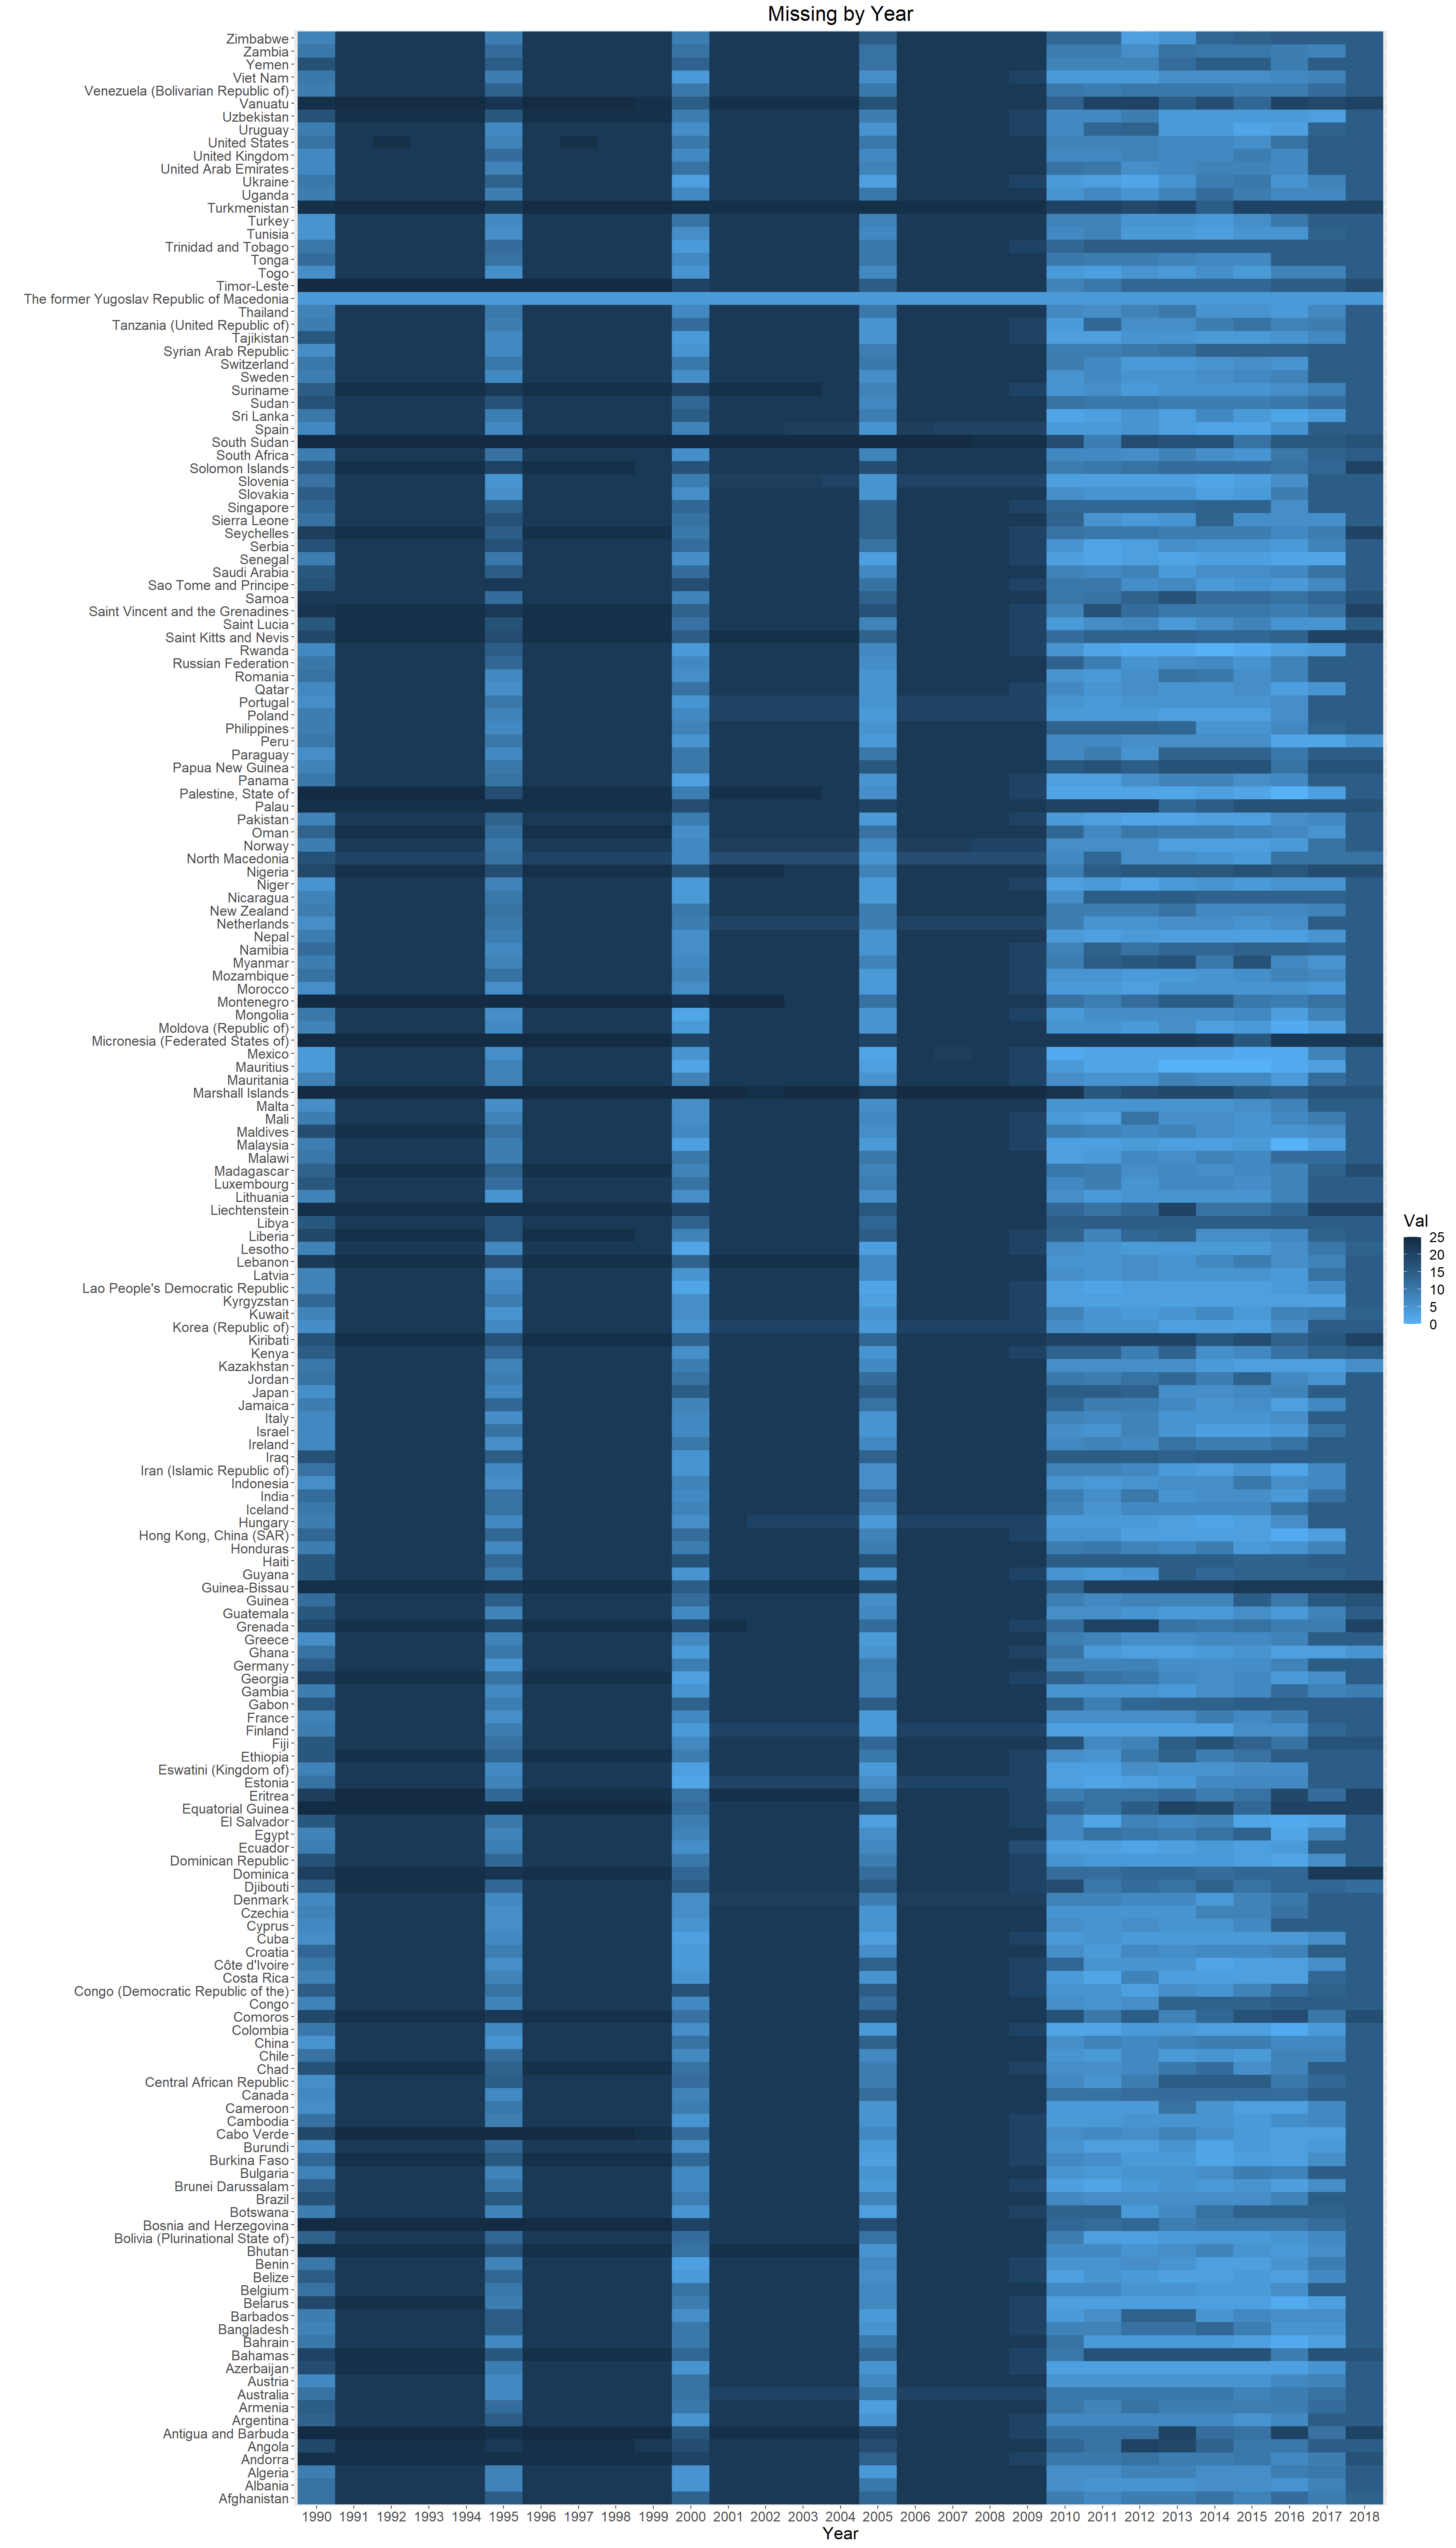 Missing by Year
Zimbabwe
Zambia
Yemen
Viet Nam
Venezuela (Bolivarian Republic of)
Vanuatu
Uzbekistan
Uruguay
United States
United Kingdom
United Arab Emirates
Ukraine
Uganda
Turkmenistan
Turkey
Tunisia
Trinidad and Tobago
Tonga
Togo
Timor-Leste
The former Yugoslav Republic of Macedonia
Thailand
Tanzania (United Republic of)
Tajikistan
Syrian Arab Republic
Switzerland
Sweden
Suriname
Sudan
Sri Lanka
Spain
South Sudan
South Africa
Solomon Islands
Slovenia
Slovakia
Singapore
Sierra Leone
Seychelles
Serbia
Senegal
Saudi Arabia
Sao Tome and Principe
Samoa
Saint Vincent and the Grenadines
Saint Lucia
Saint Kitts and Nevis
Rwanda
Russian Federation
Romania
Qatar
Portugal
Poland
Philippines
Peru
Paraguay
Papua New Guinea
Panama
Palestine, State of
Palau
Pakistan
Oman
Norway
North Macedonia
Nigeria
Niger
Nicaragua
New Zealand
Netherlands
Nepal
Namibia
Myanmar
Mozambique
Morocco
Montenegro
Mongolia
Moldova (Republic of)
Micronesia (Federated States of)
Mexico
Mauritius
Mauritania
Marshall Islands
Malta
Mali
Maldives
Malaysia
Malawi
Madagascar
Luxembourg
Lithuania
Liechtenstein
Libya
Liberia
Lesotho
Lebanon
Latvia
Lao People's Democratic Republic
Kyrgyzstan
Kuwait
Korea (Republic of)
Kiribati
Kenya
Kazakhstan
Jordan
Japan
Jamaica
Italy
Israel
Ireland
Iraq
Iran (Islamic Republic of)
Indonesia
India
Iceland
Hungary
Hong Kong, China (SAR)
Honduras
Haiti
Guyana
Guinea-Bissau
Guinea
Guatemala
Grenada
Greece
Ghana
Germany
Georgia
Gambia
Gabon
France
Finland
Fiji
Ethiopia
Eswatini (Kingdom of)
Estonia
Eritrea
Equatorial Guinea
El Salvador
Egypt
Ecuador
Dominican Republic
Dominica
Djibouti
Denmark
Czechia
Cyprus
Cuba
Croatia
Côte d'Ivoire
Costa Rica
Congo (Democratic Republic of the)
Congo
Comoros
Colombia
China
Chile
Chad
Central African Republic
Canada
Cameroon
Cambodia
Cabo Verde
Burundi
Burkina Faso
Bulgaria
Brunei Darussalam
Brazil
Botswana
Bosnia and Herzegovina
Bolivia (Plurinational State of)
Bhutan
Benin
Belize
Belgium
Belarus
Barbados
Bangladesh
Bahrain
Bahamas
Azerbaijan
Austria
Australia
Armenia
Argentina
Antigua and Barbuda
Angola
Andorra
Algeria
Albania
Afghanistan
1990 1991 1992 1993 1994 1995 1996 1997 1998 1999 2000 2001 2002 2003 2004 2005 2006 2007 2008 2009 2010 2011 2012 2013 2014 2015 2016 2017 2018
Year
Val
25
20
15
10
5
0